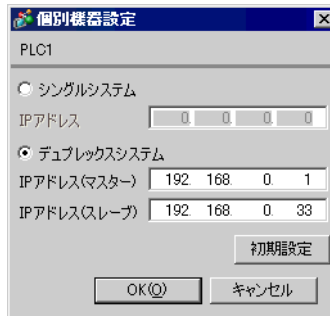 個別機器設定
PLC1
シングルシステム
IPアドレス 0. 0. 0. 0
デュプレックスシステム
IPアドレス(マスター) 192. 168. 0. 1
IPアドレス(スレーブ) 192. 168. 0. 33
初期設定
OK(O) キャンセル